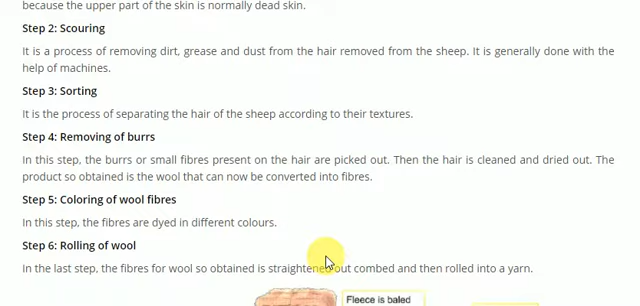 because the upper part of the skin is normally dead skin.
Step 2: Scouring
It is a process of removing dirt, grease and dust from the hair removed from the sheep. It is generally done with the
help of machines.
Step 3: Sorting
It is the process of separating the hair of the sheep according to their textures.
Step 4: Removing of burrs
In this step, the burrs or small fibres present on the hair are picked out. Then the hair is cleaned and dried out. The
product so obtained is the wool that can now be converted into fibres.
Step 5: Coloring of wool fibres
In this step, the fibres are dyed in different colours.
Step 6: Rolling of wool
In the last step, the fibres for wool so obtained is straightened out combed and then rolled into a yarn.
Fleece is baled